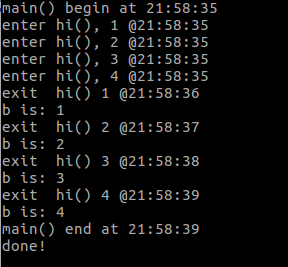 main() begin at 21:58:35
enter hi(), 1 @21:58:35
enter hi(), 2 @21:58:35
enter hi(), 3 @21:58:35
enter hi(), 4 @21:58:35
exit  hi() 1 @21:58:36
b is: 1
exit  hi() 2 @21:58:37
b is: 2
exit  hi() 3 @21:58:38
b is: 3
exit  hi() 4 @21:58:39
b is: 4
main() end at 21:58:39
done!